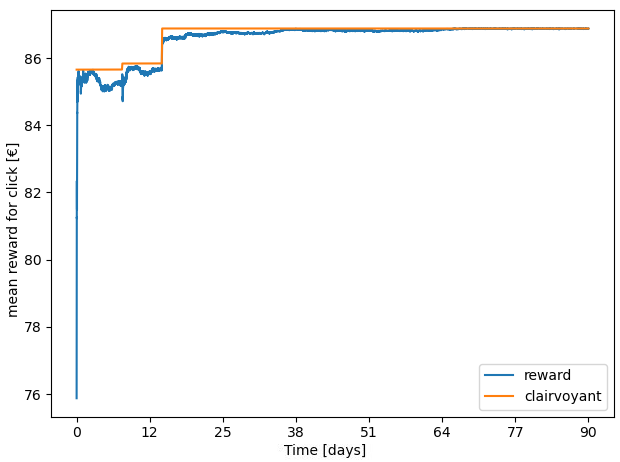 mean reward for click [€]
86
84
82
80
78
76
reward
clairvoyant
0 12 25 38 51 64 77 90
Time [days]